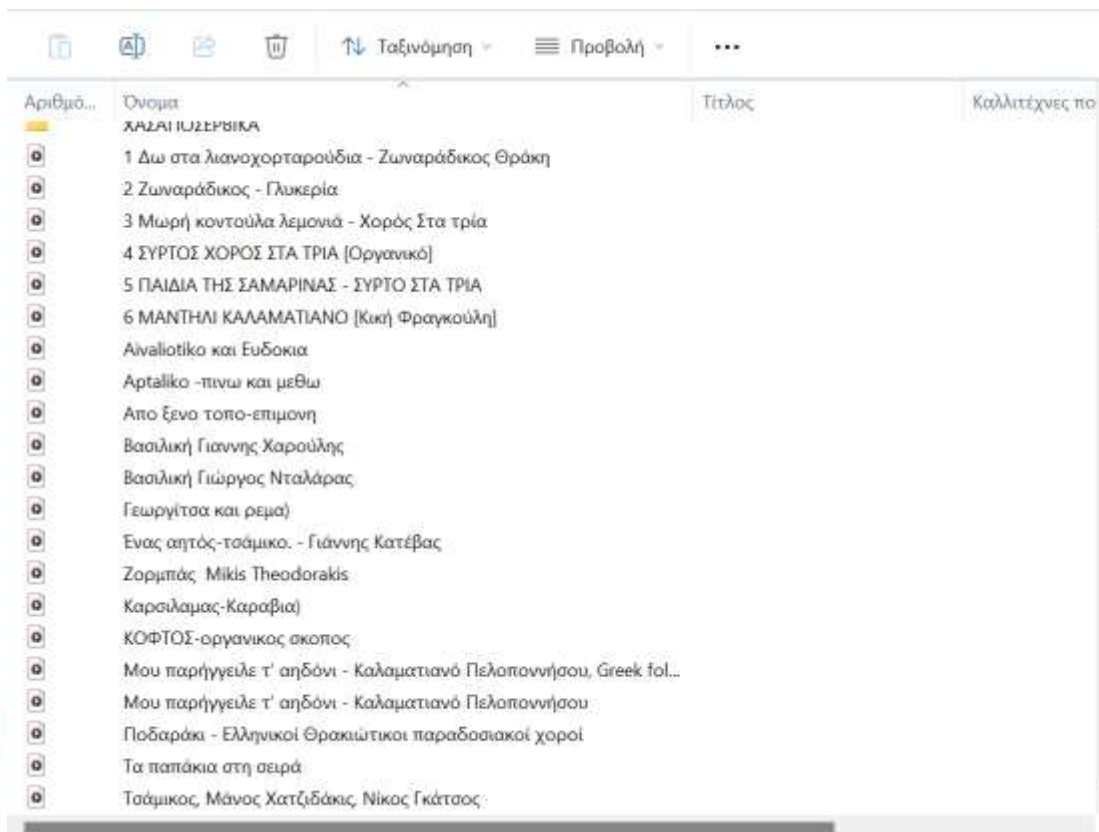 Ταξινόμηση Προβολή ...
Αριθμό... Όνομα Τίτλος Καλλιτέχνες πο
ΧΑΣΑΠΟΣΕΡΒΙΚΑ
1 Δω στα λιανοχορταρούδια - Ζωναράδικος Θράκη
2 Ζωναράδικος - Γλυκερία
3 Μωρή κοντούλα λεμονιά - Χορός Στα τρία
4 ΣΥΡΤΟΣ ΧΟΡΟΣ ΣΤΑ ΤΡΙΑ [Οργανικό]
5 ΠΑΙΔΙΑ ΤΗΣ ΣΑΜΑΡΙΝΑΣ - ΣΥΡΤΟ ΣΤΑ ΤΡΙΑ
6 ΜΑΝΤΗΛΙ ΚΑΛΑΜΑΤΙΑΝΟ [Κική Φραγκούλη]
Aivaliotiko και Ευδοκια
Aptaliko -πινω και μεθω
Απο ξενο τοπο-επιμονη
Βασιλική Γιαννης Χαρούλης
Βασιλική Γιώργος Νταλάρας
Γεωργίτσα και ρεμα)
Ένας αητός-τσάμικο. - Γιάννης Κατέβας
Ζορμπάς Mikis Theodorakis
Καρσιλαμας-Καραβια)
ΚΟΦΤΟΣ-οργανικος σκοπος
Μου παρήγγειλε τ' αηδόνι - Καλαματιανό Πελοποννήσου, Greek fol...
Μου παρήγγειλε τ' αηδόνι - Καλαματιανό Πελοποννήσου
Ποδαράκι - Ελληνικοί Θρακιώτικοι παραδοσιακοί χοροί
Τα παπάκια στη σειρά
Τσάμικος, Μάνος Χατζιδάκις, Νίκος Γκάτσος